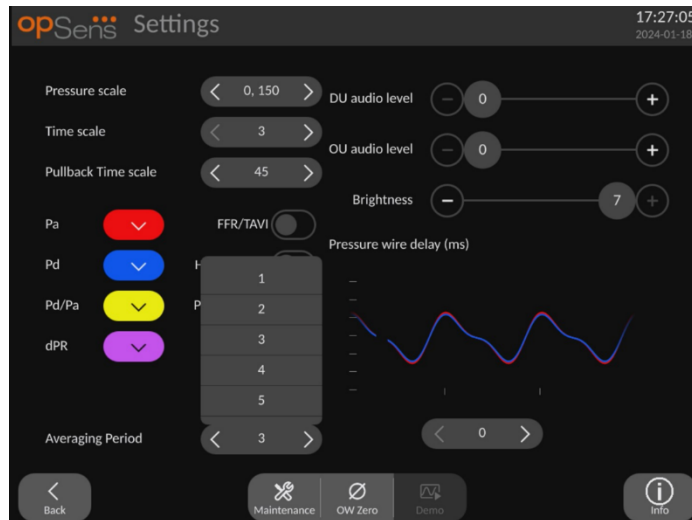 opSens Settings
17:27:05
2024-01-18
Pressure scale
0, 150
DU audio level
0
Time scale
3
OU audio level
0
Pullback Time scale
45
Brightness
7
Pa
FFR/TAVI
Pressure wire delay (ms)
Pd
H
1
Pd/Pa
P
2
dPR
3
4
5
Averaging Period
3
0
Back
Maintenance
OW Zero
Demo
Info